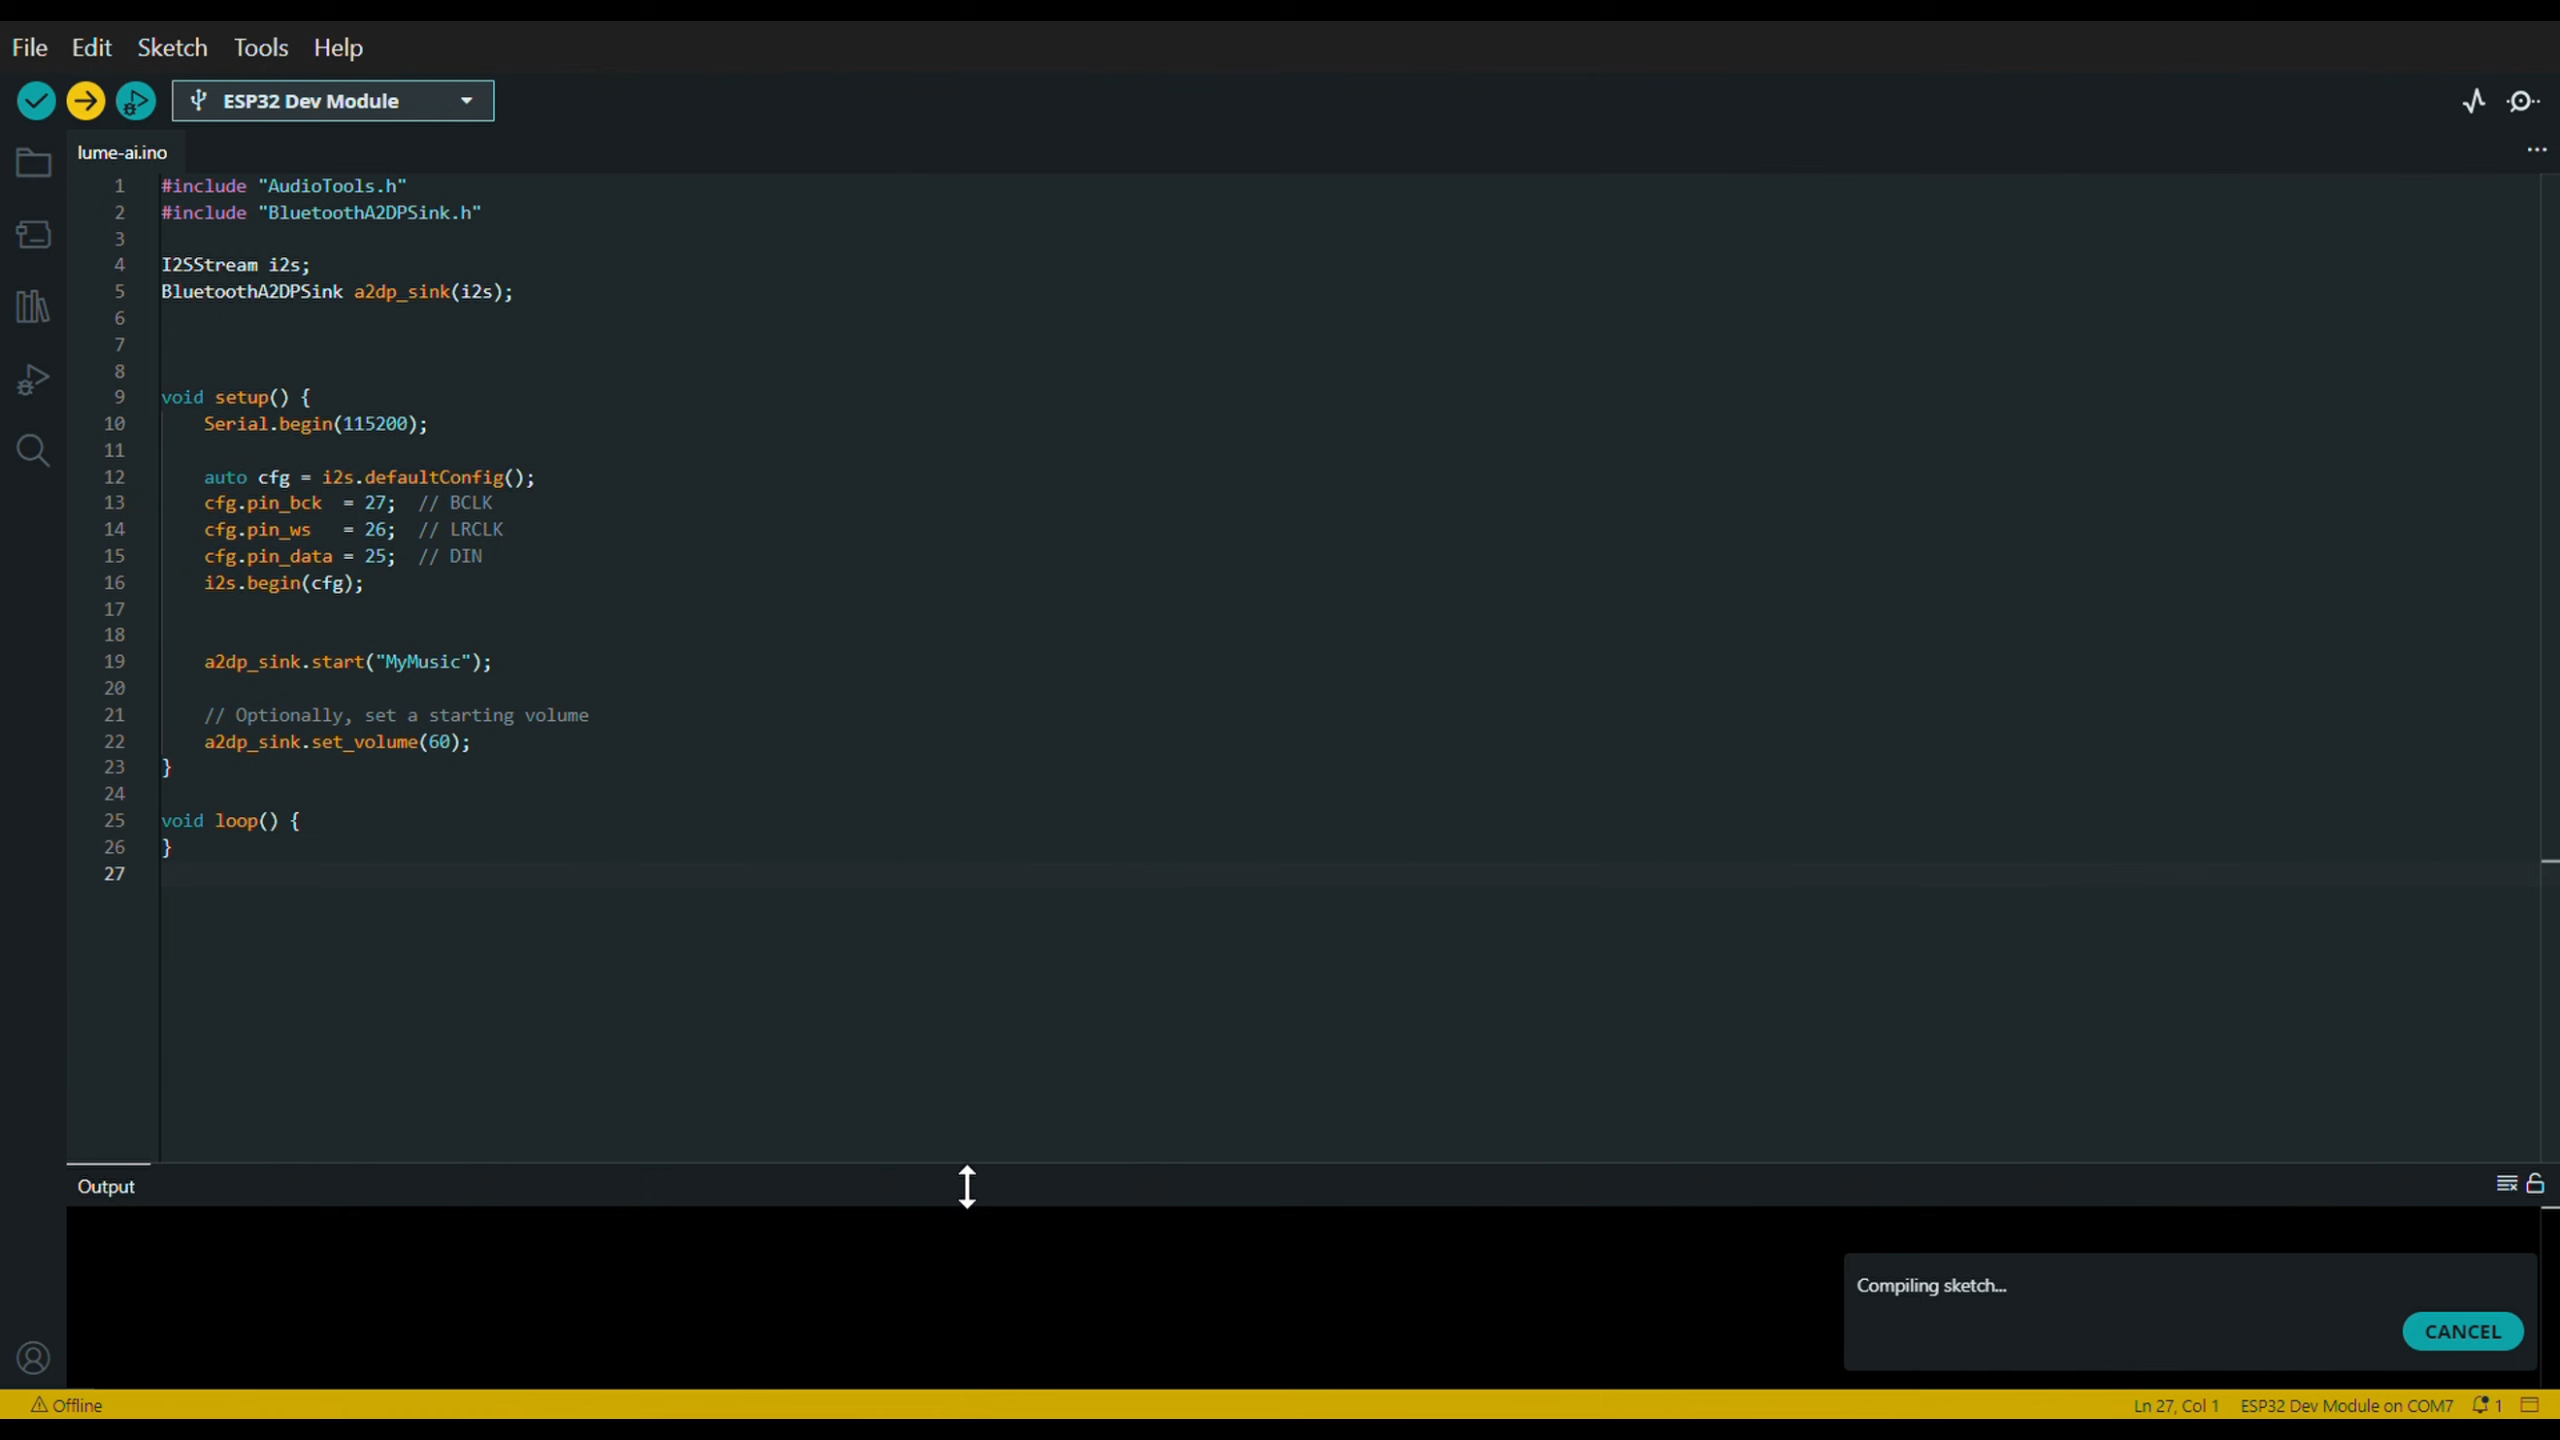 File Edit Sketch Tools Help
ESP32 Dev Module
lume-ai.ino
1 #include "AudioTools.h"
2 #include "BluetoothA2DPSink.h"
3
4 I2SStream i2s;
5 BluetoothA2DPSink a2dp_sink(i2s);
6
7
8
9 void setup() {
10     Serial.begin(115200);
11
12     auto cfg = i2s.defaultConfig();
13     cfg.pin_bck  = 27;  // BCLK
14     cfg.pin_ws   = 26;  // LRCLK
15     cfg.pin_data = 25;  // DIN
16     i2s.begin(cfg);
17
18
19     a2dp_sink.start("MyMusic");
20
21     // Optionally, set a starting volume
22     a2dp_sink.set_volume(60);
23 }
24
25 void loop() {
26 }
27
Output
Compiling sketch...
CANCEL
Offline Ln 27, Col 1 ESP32 Dev Module on COM7 1